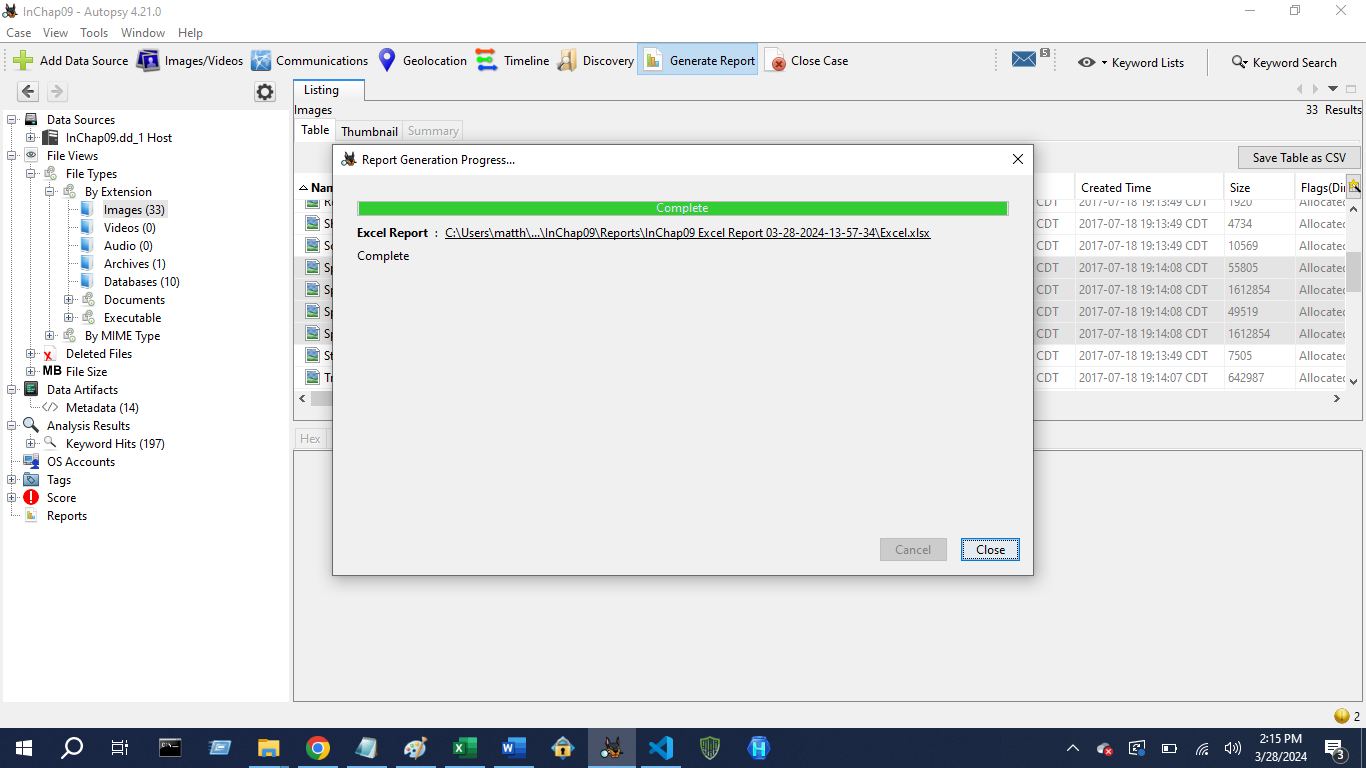 InChap09 - Autopsy 4.21.0
Case View Tools Window Help
Add Data Source Images/Videos Communications Geolocation Timeline Discovery Generate Report Close Case 5 Keyword Lists Keyword Search
Listing
Images
33 Results
Table Thumbnail Summary
Save Table as CSV
Data Sources
InChap09.dd_1 Host
File Views
File Types
By Extension
Images (33)
Videos (0)
Audio (0)
Archives (1)
Databases (10)
Documents
Executable
By MIME Type
Deleted Files
MB File Size
Data Artifacts
Metadata (14)
Analysis Results
Keyword Hits (197)
OS Accounts
Tags
Score
Reports
Report Generation Progress...
Complete
Excel Report : C:\Users\matth\...\InChap09\Reports\InChap09 Excel Report 03-28-2024-13-57-34\Excel.xlsx
Complete
Cancel Close
Created Time Size
CDT 2017-07-18 19:13:49 CDT 1920 Allocated
CDT 2017-07-18 19:13:49 CDT 4734 Allocated
CDT 2017-07-18 19:13:49 CDT 10569 Allocated
CDT 2017-07-18 19:14:08 CDT 55805 Allocated
CDT 2017-07-18 19:14:08 CDT 1612854 Allocated
CDT 2017-07-18 19:14:08 CDT 49519 Allocated
CDT 2017-07-18 19:14:08 CDT 1612854 Allocated
CDT 2017-07-18 19:13:49 CDT 7505 Allocated
CDT 2017-07-18 19:14:07 CDT 642987 Allocated
Hex
2
2:15 PM
3/28/2024
3